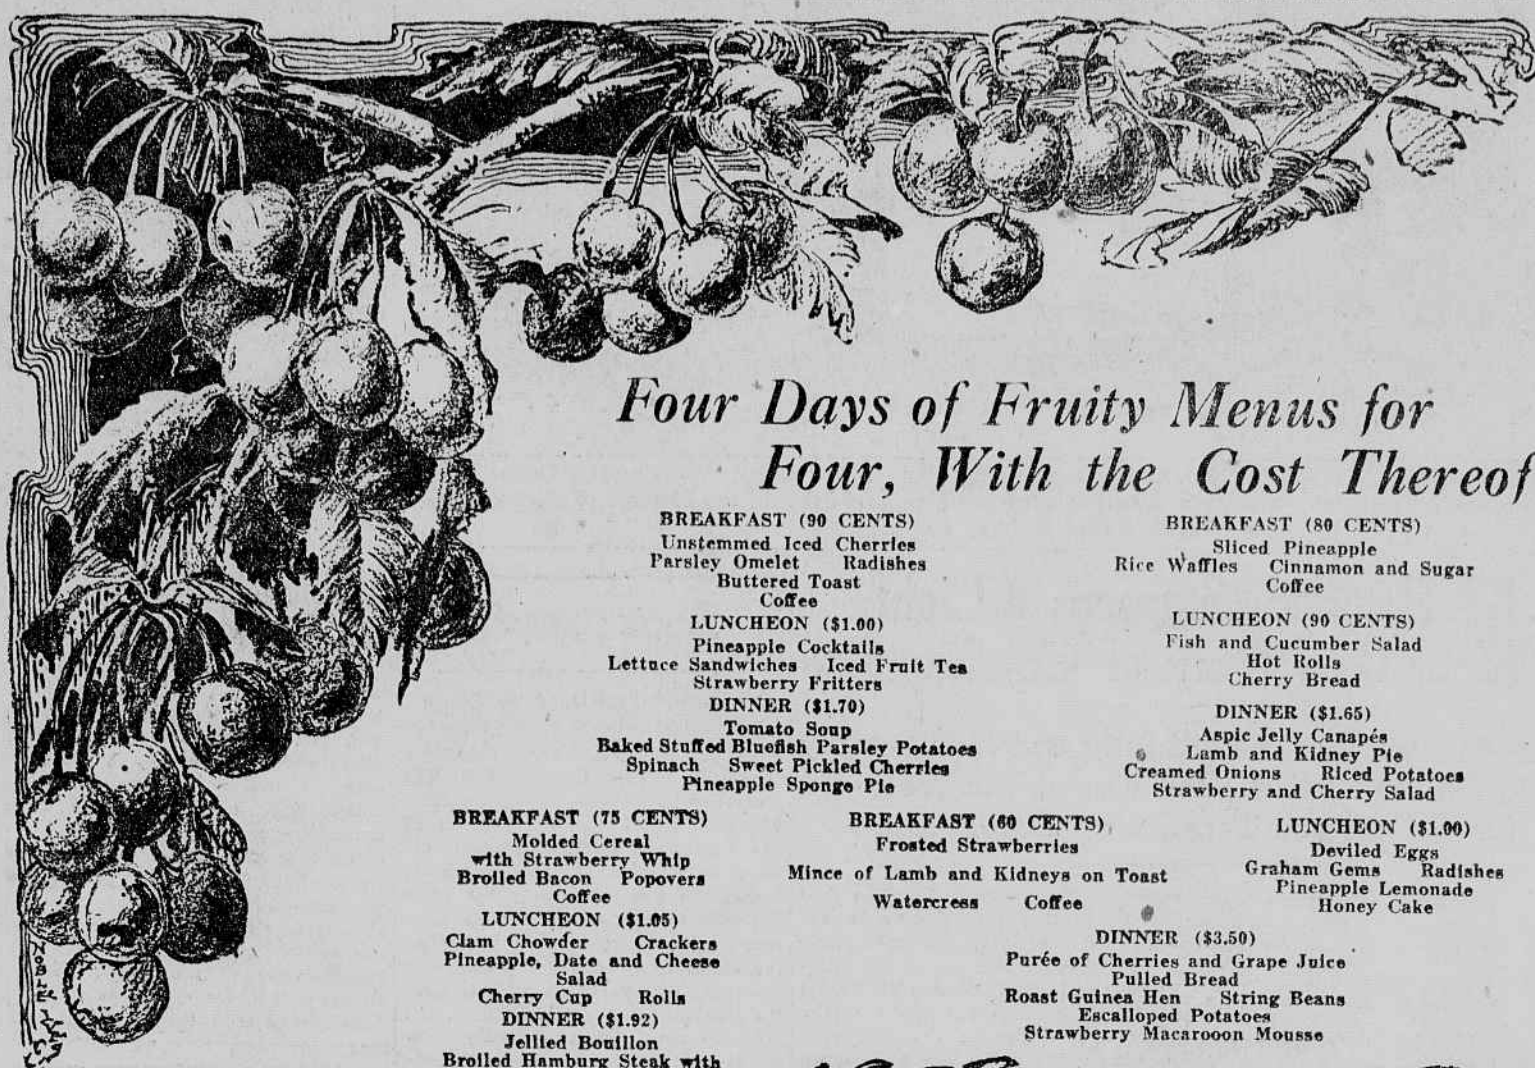 Four Days of Fruity Menus for
Four, With the Cost Thereof
BREAKFAST (90 CENTS)
Unstemmed Iced Cherries
Parsley Omelet Radishes
Buttered Toast
Coffee
LUNCHEON ($1.00)
Pineapple Cocktails
Lettuce Sandwiches Iced Fruit Tea
Strawberry Fritters
DINNER ($1.70)
Tomato Soup
Baked Stuffed Bluefish Parsley Potatoes
Spinach Sweet Pickled Cherries
Pineapple Sponge Pie
BREAKFAST (80 CENTS)
Sliced Pineapple
Rice Waffles Cinnamon and Sugar
Coffee
LUNCHEON (90 CENTS)
Fish and Cucumber Salad
Hot Rolls
Cherry Bread
DINNER ($1.65)
Aspic Jelly Canapés
Lamb and Kidney Pie
Creamed Onions Riced Potatoes
Strawberry and Cherry Salad
BREAKFAST (75 CENTS)
Molded Cereal
with Strawberry Whip
Broiled Bacon Popovers
Coffee
LUNCHEON ($1.05)
Clam Chowder Crackers
Pineapple, Date and Cheese
Salad
Cherry Cup Rolls
DINNER ($1.92)
Jellied Bouillon
Broiled Hamburg Steak with
BREAKFAST (60 CENTS)
Frosted Strawberries
Mince of Lamb and Kidneys on Toast
Watercress Coffee
LUNCHEON ($1.00)
Deviled Eggs
Graham Gems Radishes
Pineapple Lemonade
Honey Cake
DINNER ($3.50)
Purée of Cherries and Grape Juice
Pulled Bread
Roast Guinea Hen String Beans
Escalloped Potatoes
Strawberry Macarooon Mousse